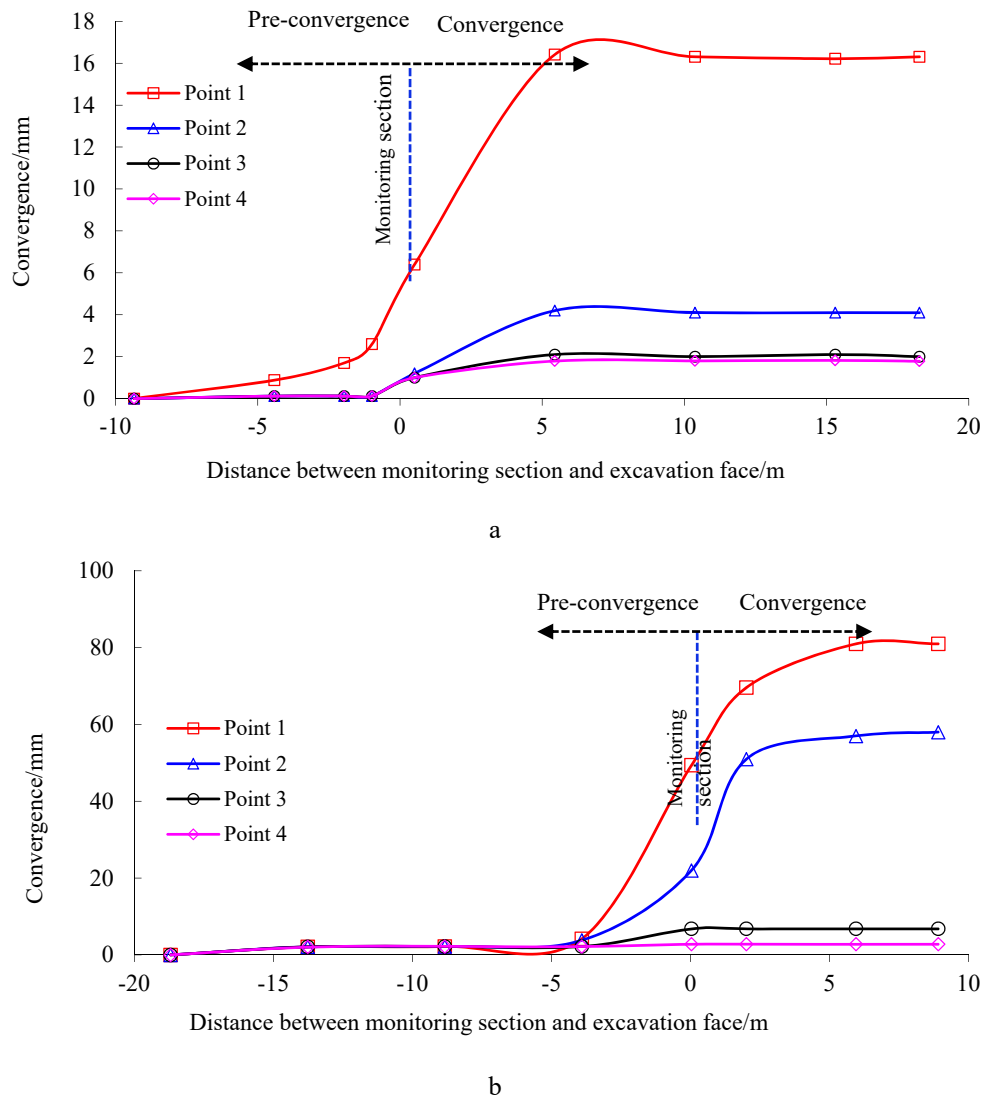 Pre-convergence
Convergence
18
16
14
12
10
8
6
4
2
0
Convergence/mm
Point 1
Point 2
Point 3
Point 4
Monitoring section
-10
-5
0
5
10
15
20
Distance between monitoring section and excavation face/m
a
100
80
60
40
20
0
Convergence/mm
Pre-convergence
Convergence
Point 1
Point 2
Point 3
Point 4
Monitoring
section
-20
-15
-10
-5
0
5
10
Distance between monitoring section and excavation face/m
b